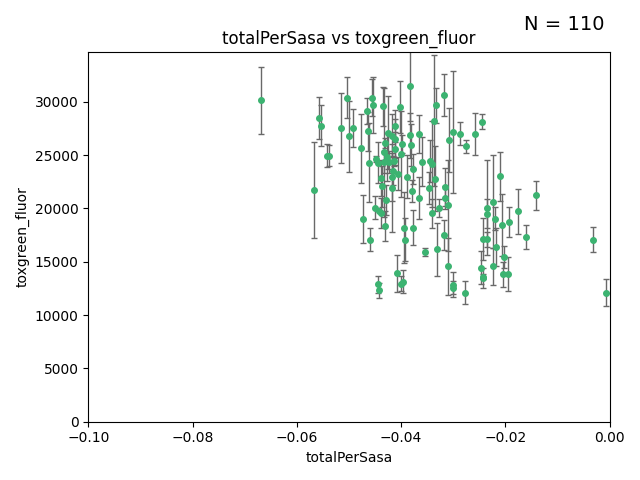 N = 110
totalPerSasa vs toxgreen_fluor
toxgreen_fluor
30000
25000
20000
15000
10000
5000
0
−0.10 −0.08 −0.06 −0.04 −0.02 0.00
totalPerSasa